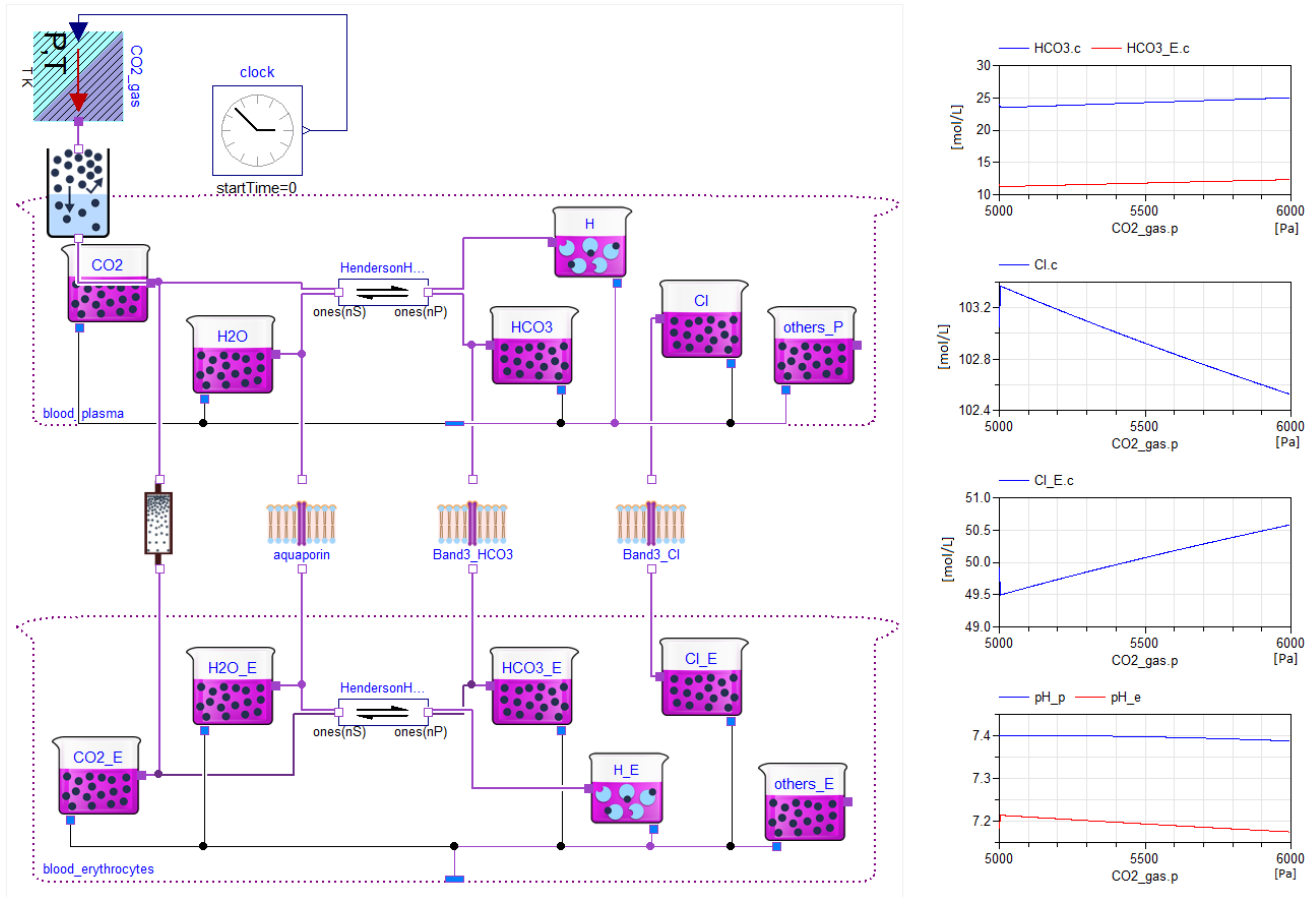 P,T
TK
CO2_gas
clock
startTime=0
CO2
H2O
HendersonH...
ones(nS)
ones(nP)
H
HCO3
Cl
others_P
blood_plasma
aquaporin
Band3_HCO3
Band3_Cl
H2O_E
HendersonH...
ones(nS)
ones(nP)
HCO3_E
Cl_E
CO2_E
H_E
others_E
blood_erythrocytes
HCO3.c
HCO3_E.c
30
25
20
15
10
[mol/L]
5000
5500
6000
CO2_gas.p
[Pa]
Cl.c
103.2
102.8
102.4
[mol/L]
5000
5500
6000
CO2_gas.p
[Pa]
Cl_E.c
51.0
50.5
50.0
49.5
49.0
[mol/L]
5000
5500
6000
CO2_gas.p
[Pa]
pH_p
pH_e
7.4
7.3
7.2
5000
5500
6000
CO2_gas.p
[Pa]